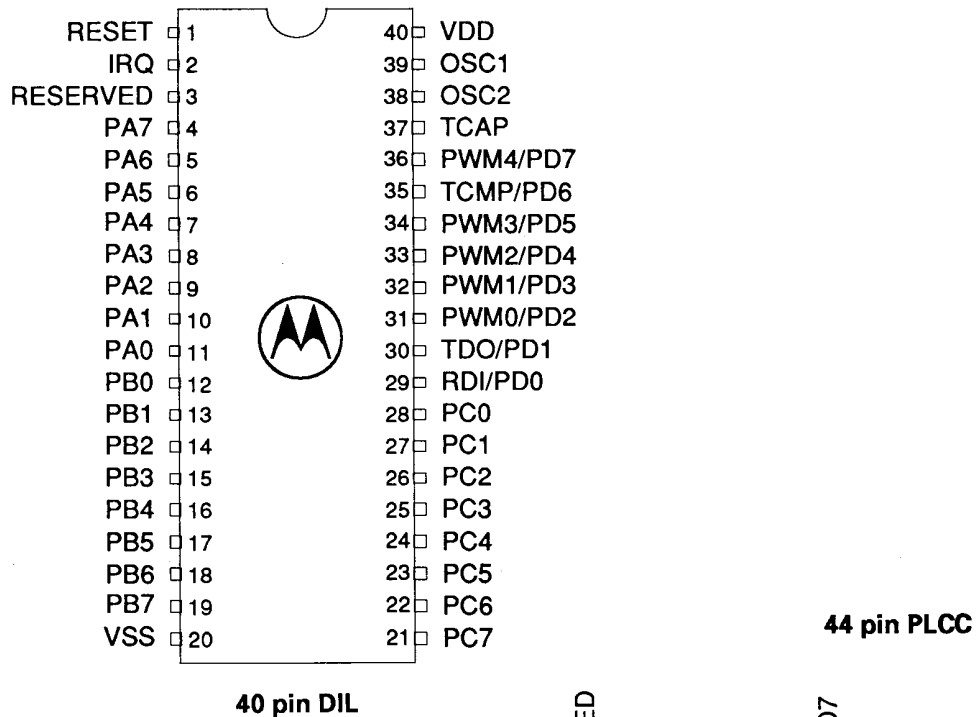 RESET 1 40 VDD
IRQ 2 39 OSC1
RESERVED 3 38 OSC2
PA7 4 37 TCAP
PA6 5 36 PWM4/PD7
PA5 6 35 TCMP/PD6
PA4 7 34 PWM3/PD5
PA3 8 33 PWM2/PD4
PA2 9 32 PWM1/PD3
PA1 10 31 PWM0/PD2
PA0 11 30 TDO/PD1
PB0 12 29 RDI/PD0
PB1 13 28 PC0
PB2 14 27 PC1
PB3 15 26 PC2
PB4 16 25 PC3
PB5 17 24 PC4
PB6 18 23 PC5
PB7 19 22 PC6
VSS 20 21 PC7
44 pin PLCC
40 pin DIL